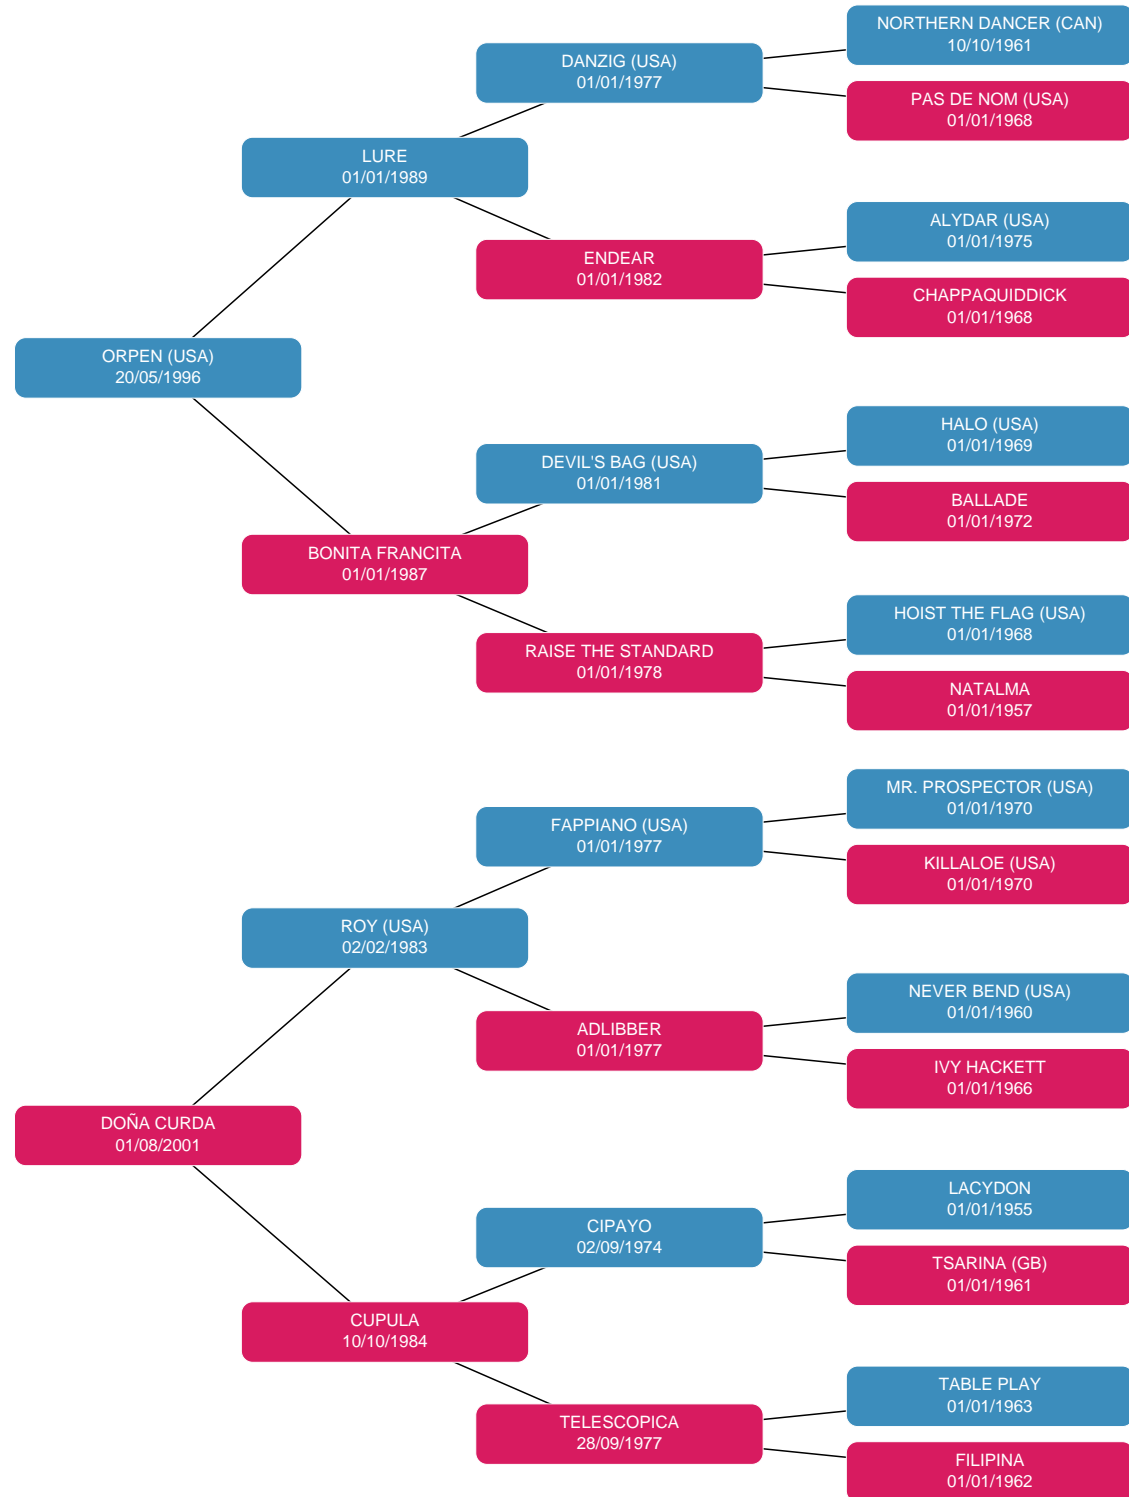 NORTHERN DANCER (CAN)
10/10/1961
DANZIG (USA)
01/01/1977
PAS DE NOM (USA)
01/01/1968
LURE
01/01/1989
ALYDAR (USA)
01/01/1975
ENDEAR
01/01/1982
CHAPPAQUIDDICK
01/01/1968
ORPEN (USA)
20/05/1996
HALO (USA)
01/01/1969
DEVIL'S BAG (USA)
01/01/1981
BALLADE
01/01/1972
BONITA FRANCITA
01/01/1987
HOIST THE FLAG (USA)
01/01/1968
RAISE THE STANDARD
01/01/1978
NATALMA
01/01/1957
MR. PROSPECTOR (USA)
01/01/1970
FAPPIANO (USA)
01/01/1977
KILLALOE (USA)
01/01/1970
ROY (USA)
02/02/1983
NEVER BEND (USA)
01/01/1960
ADLIBBER
01/01/1977
IVY HACKETT
01/01/1966
DOÑA CURDA
01/08/2001
LACYDON
01/01/1955
CIPAYO
02/09/1974
TSARINA (GB)
01/01/1961
CUPULA
10/10/1984
TABLE PLAY
01/01/1963
TELESCOPICA
28/09/1977
FILIPINA
01/01/1962